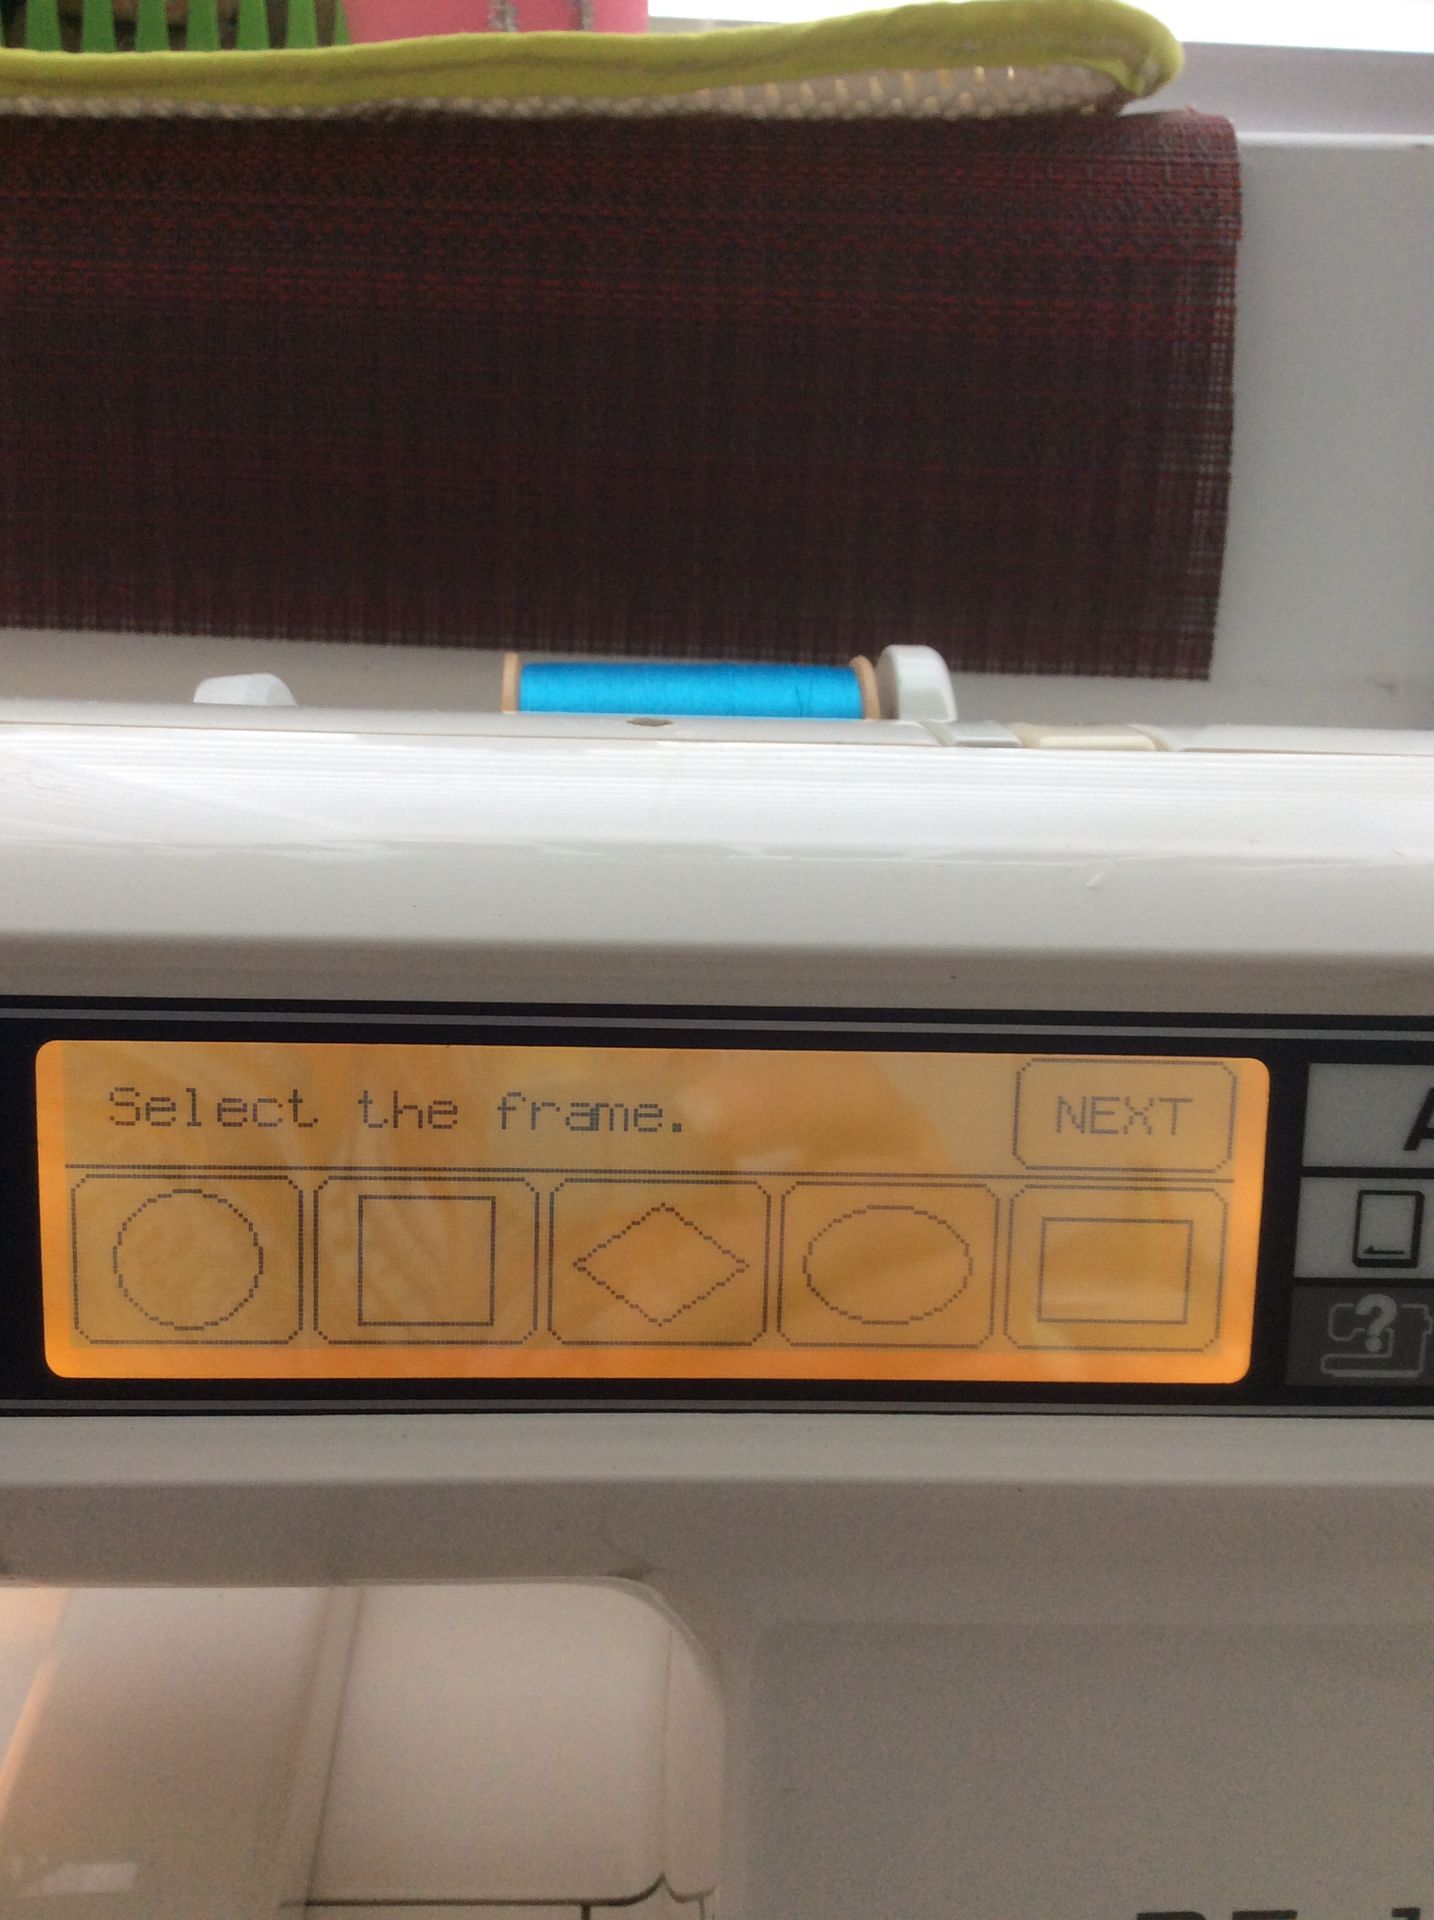 Select the frame.
NEXT
A
?